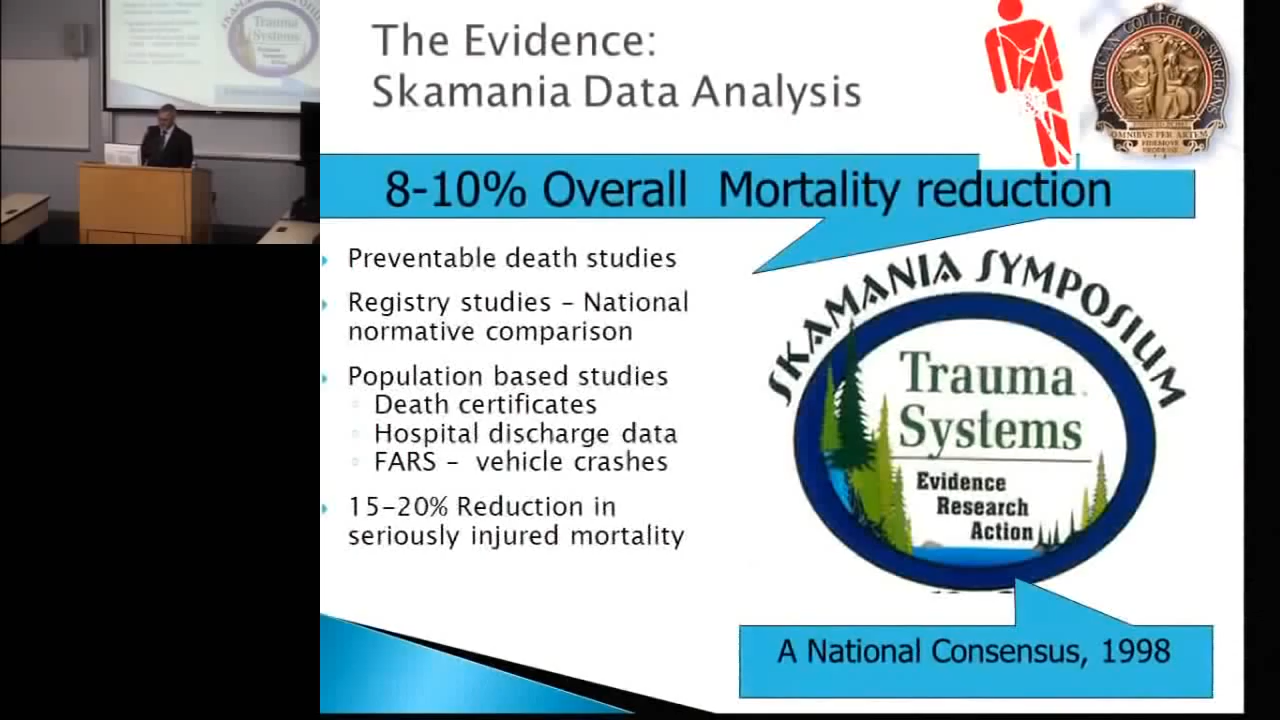 The Evidence:
Skamania Data Analysis
AMERICAN COLLEGE OF SURGEONS
OMNIBVS PER ARTEM
FIDEMQVE PRODESSE
8-10% Overall Mortality reduction
Preventable death studies
Registry studies – National
normative comparison
Population based studies
Death certificates
Hospital discharge data
FARS – vehicle crashes
15-20% Reduction in
seriously injured mortality
SKAMANIA SYMPOSIUM
Trauma
Systems
Evidence
Research
Action
A National Consensus, 1998
Trauma
Systems